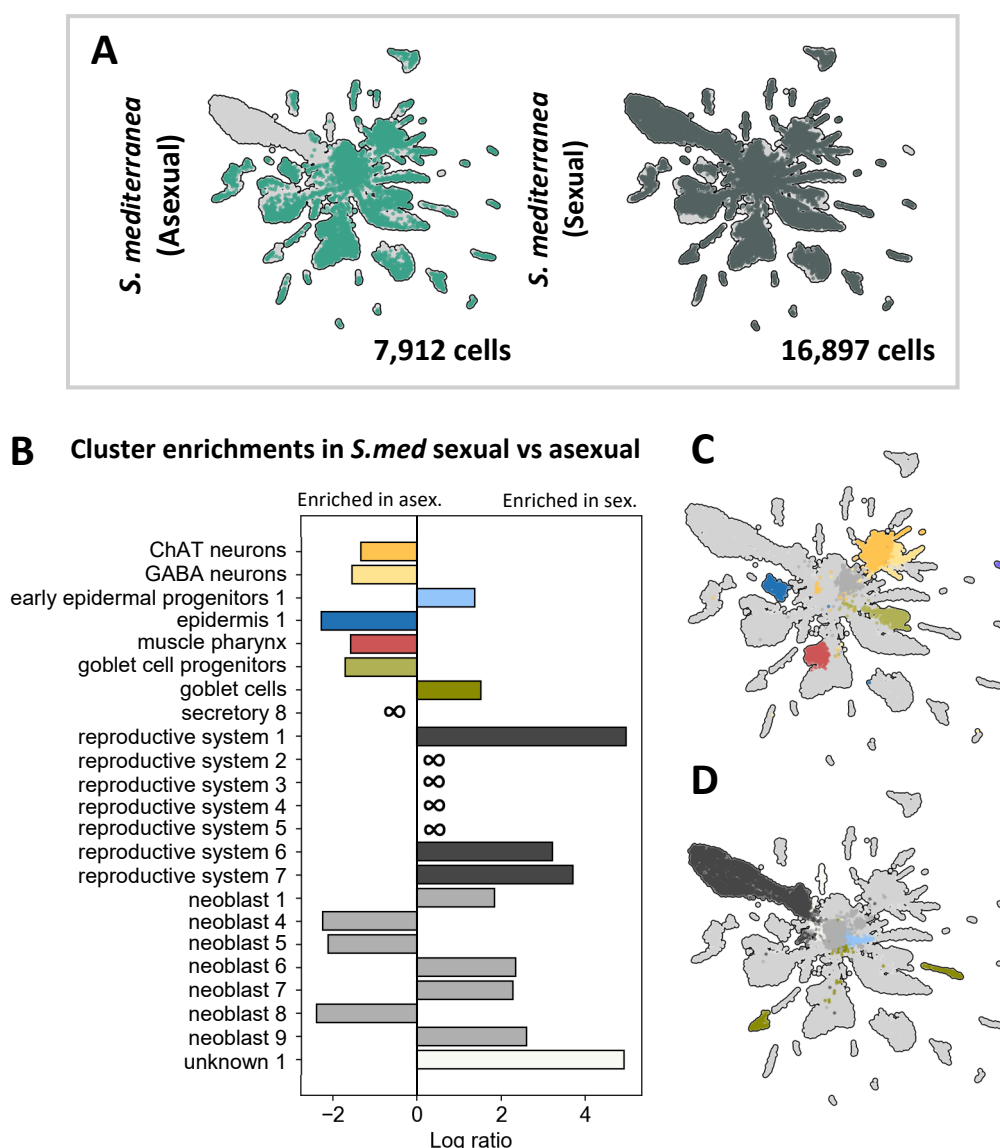 A
S. mediterranea
(Asexual)
7,912 cells
S. mediterranea
(Sexual)
16,897 cells
B
Cluster enrichments in S.med sexual vs asexual
Enriched in asex.
Enriched in sex.
ChAT neurons
GABA neurons
early epidermal progenitors 1
epidermis 1
muscle pharynx
goblet cell progenitors
goblet cells
secretory 8 ∞
reproductive system 1
reproductive system 2 ∞
reproductive system 3 ∞
reproductive system 4 ∞
reproductive system 5 ∞
reproductive system 6
reproductive system 7
neoblast 1
neoblast 4
neoblast 5
neoblast 6
neoblast 7
neoblast 8
neoblast 9
unknown 1
−2 0 2 4
Log ratio
C
D